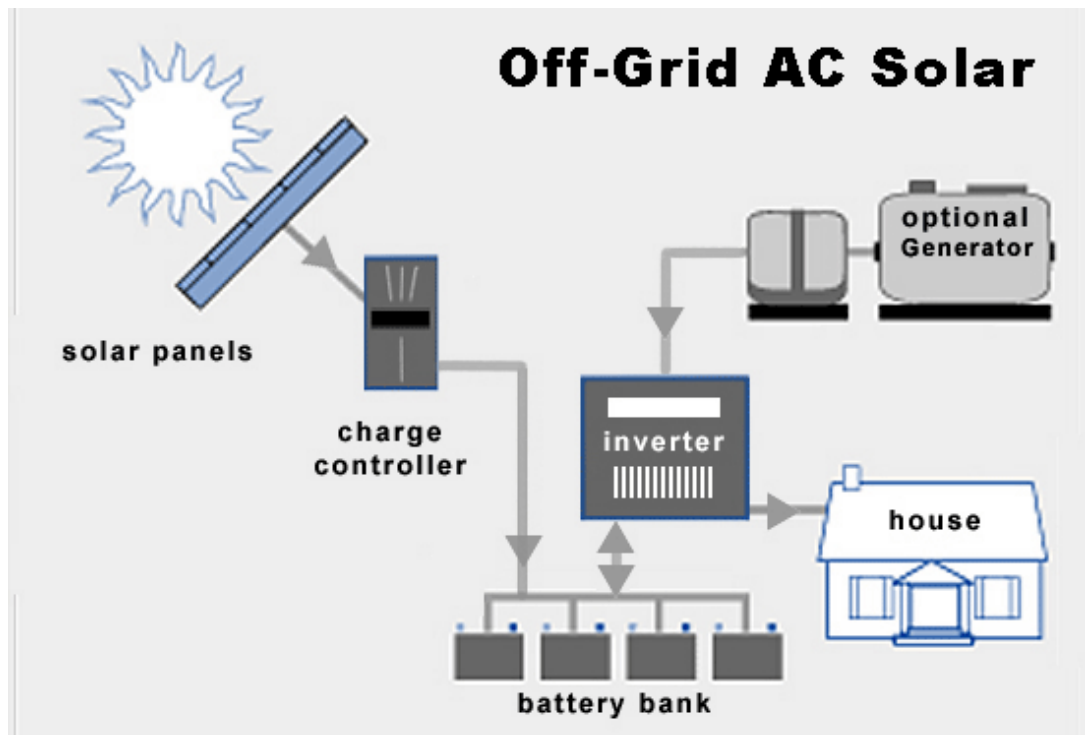 Off-Grid AC Solar
optional
Generator
solar panels
charge
controller
inverter
house
battery bank